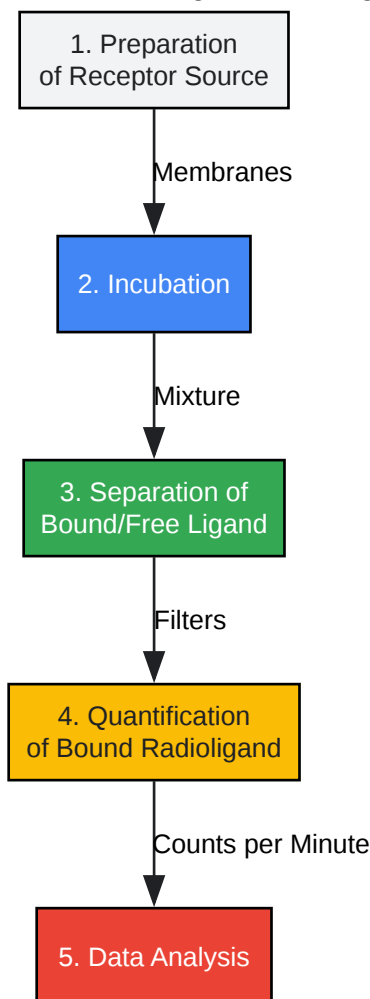 1. Preparation
of Receptor Source
Membranes
2. Incubation
Mixture
3. Separation of
Bound/Free Ligand
Filters
4. Quantification
of Bound Radioligand
Counts per Minute
5. Data Analysis